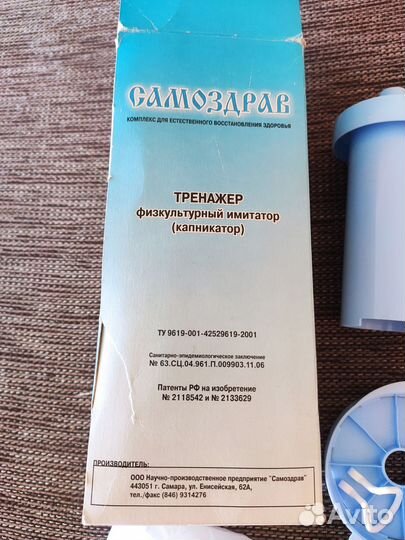 САМОЗДРАВ
КОМПЛЕКС ДЛЯ ЕСТЕСТВЕННОГО ВОССТАНОВЛЕНИЯ ЗДОРОВЬЯ
ТРЕНАЖЕР
физкультурный имитатор
(капникатор)
ТУ 9619-001-42529619-2001
Санитарно-эпидемиологическое заключение
№ 63.СЦ.04.961.П.009903.11.06
Патенты РФ на изобретение
№ 2118542 и № 2133629
ПРОИЗВОДИТЕЛЬ:
ООО Научно-производственное предприятие "Самоздрав"
443051 г. Самара, ул. Енисейская, 62А,
тел./факс (846) 9314276
Avito